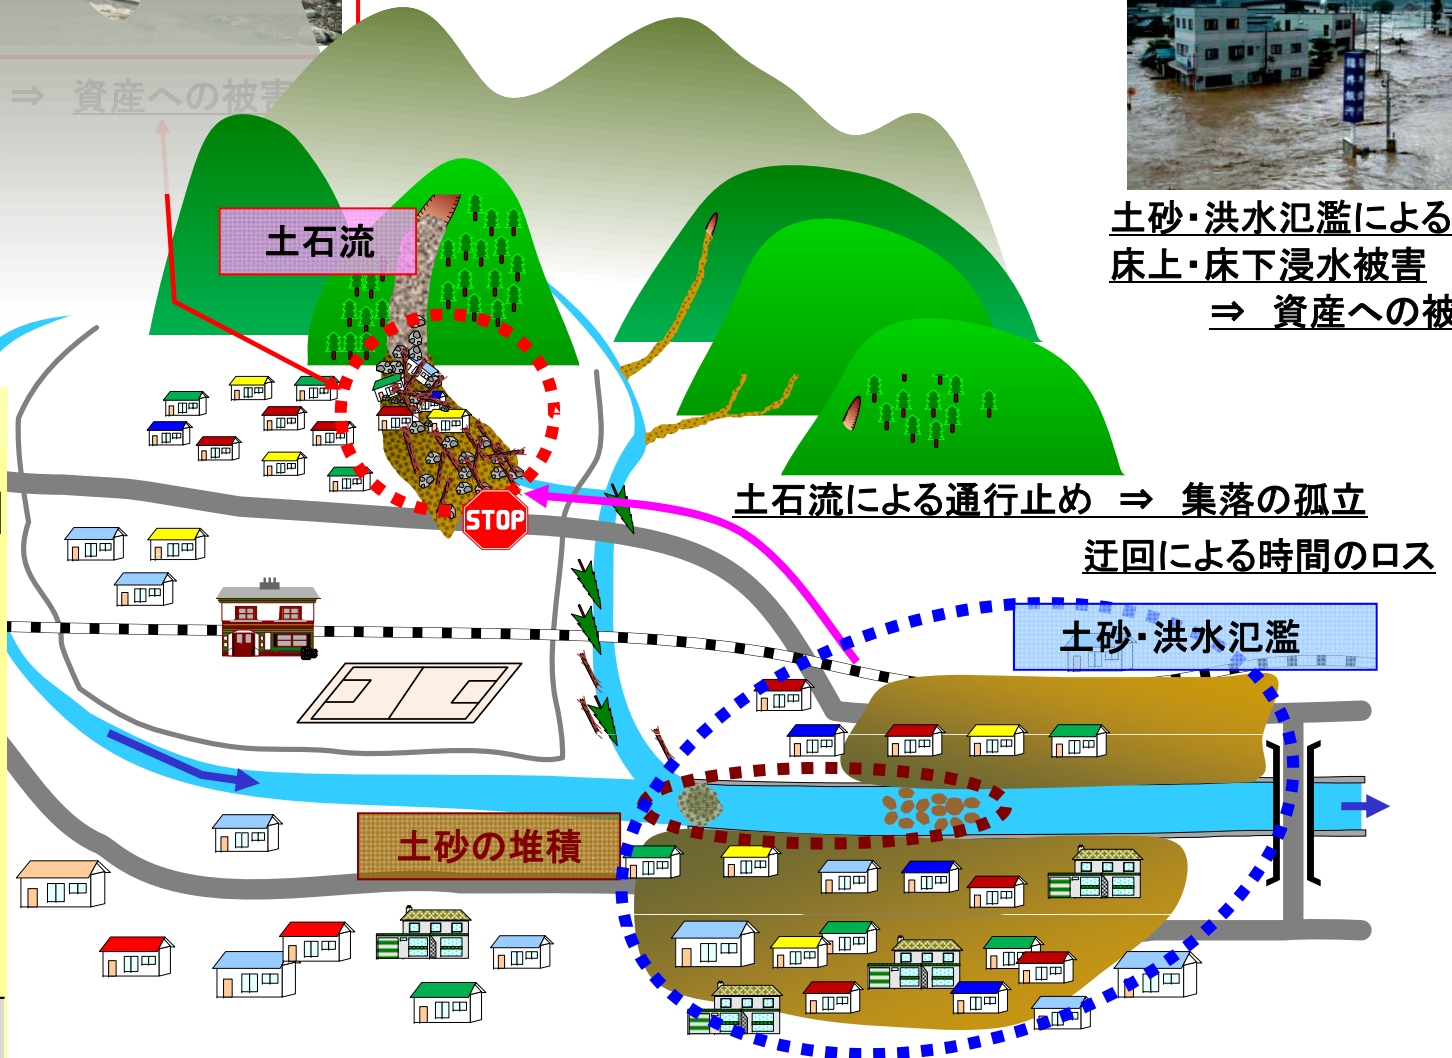 ⇒　資産への被害
土砂・洪水氾濫による
床上・床下浸水被害
⇒　資産への被
土石流
土石流による通行止め　⇒　集落の孤立
STOP
迂回による時間のロス
土砂・洪水氾濫
土砂の堆積